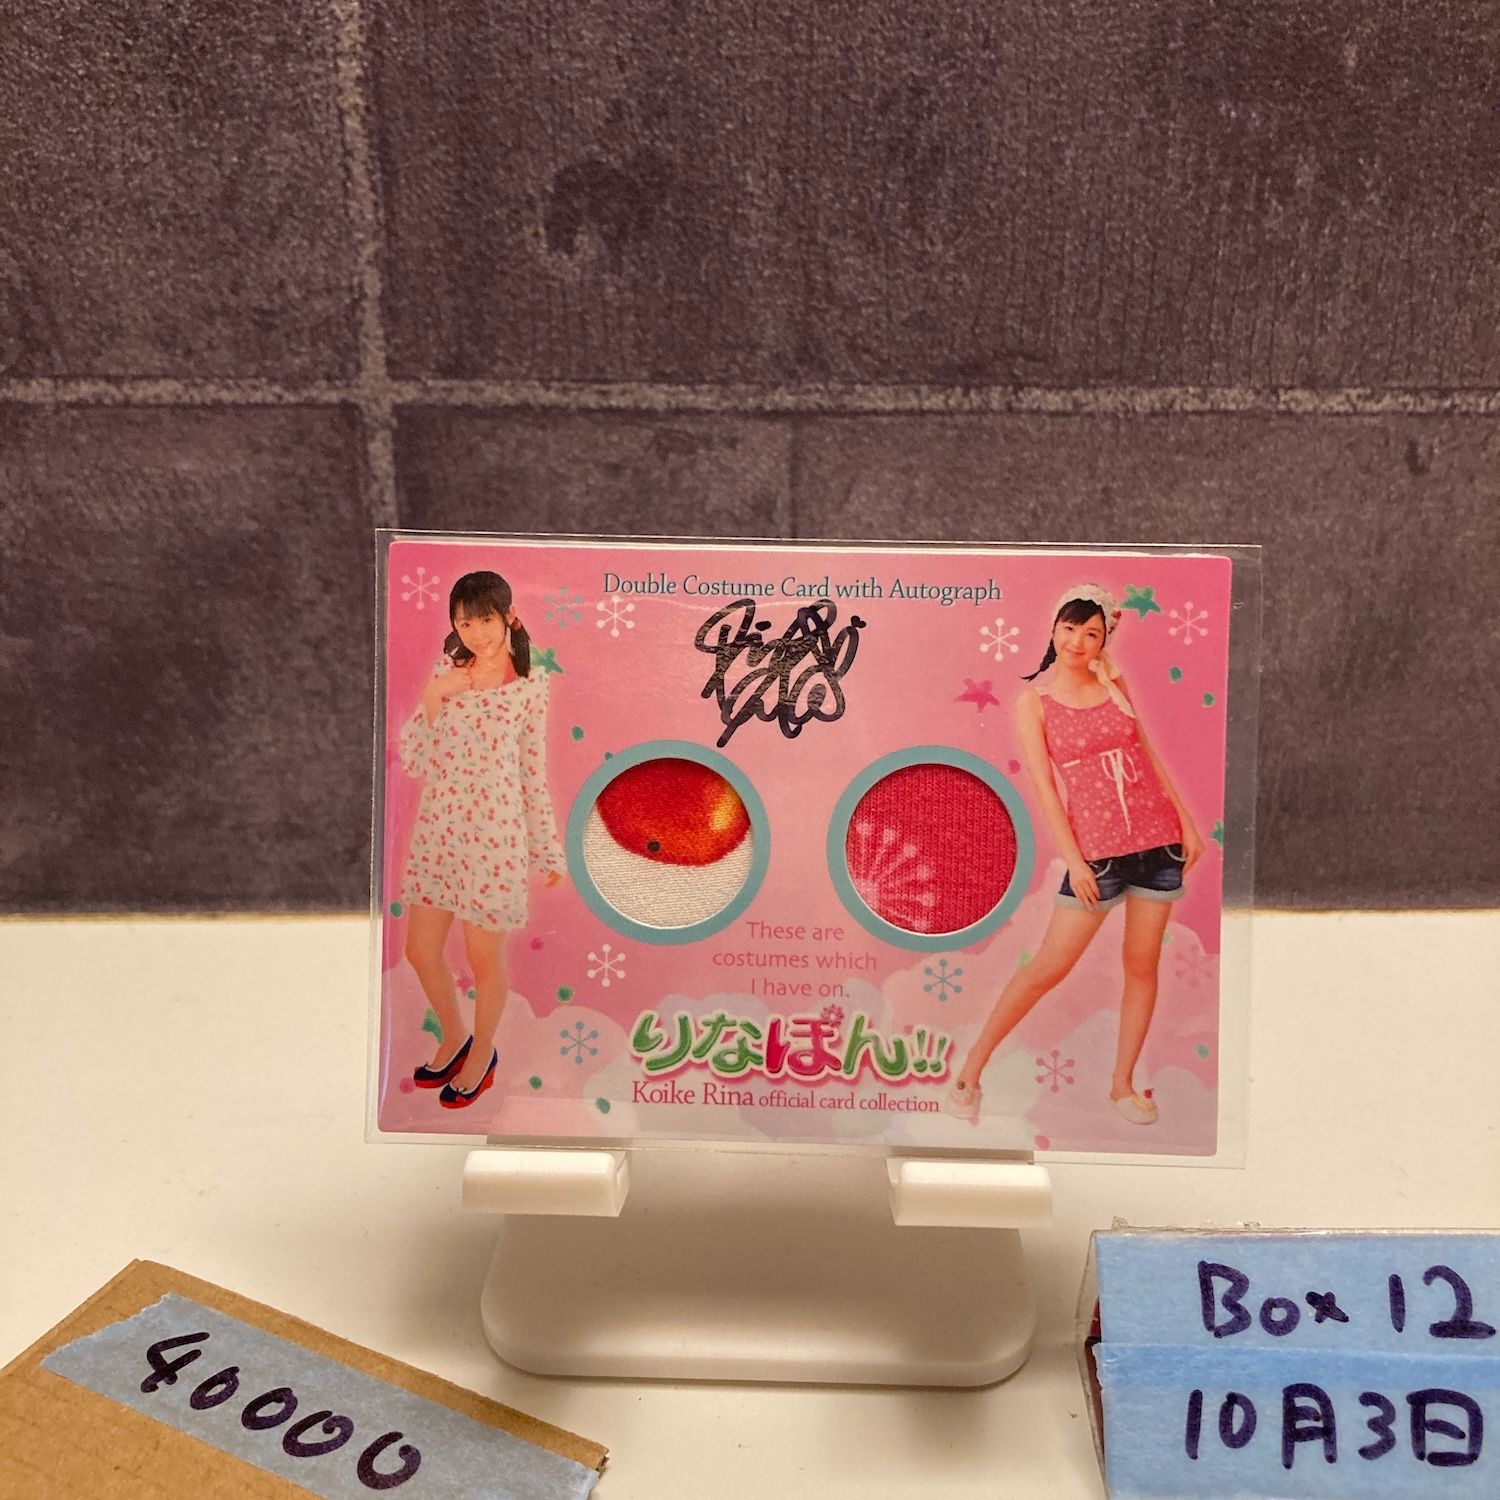 Double Costume Card with Autograph
These are
costumes which
I have on.
りなぽん!!
Koike Rina official card collection
40000
Box 12
10月3日